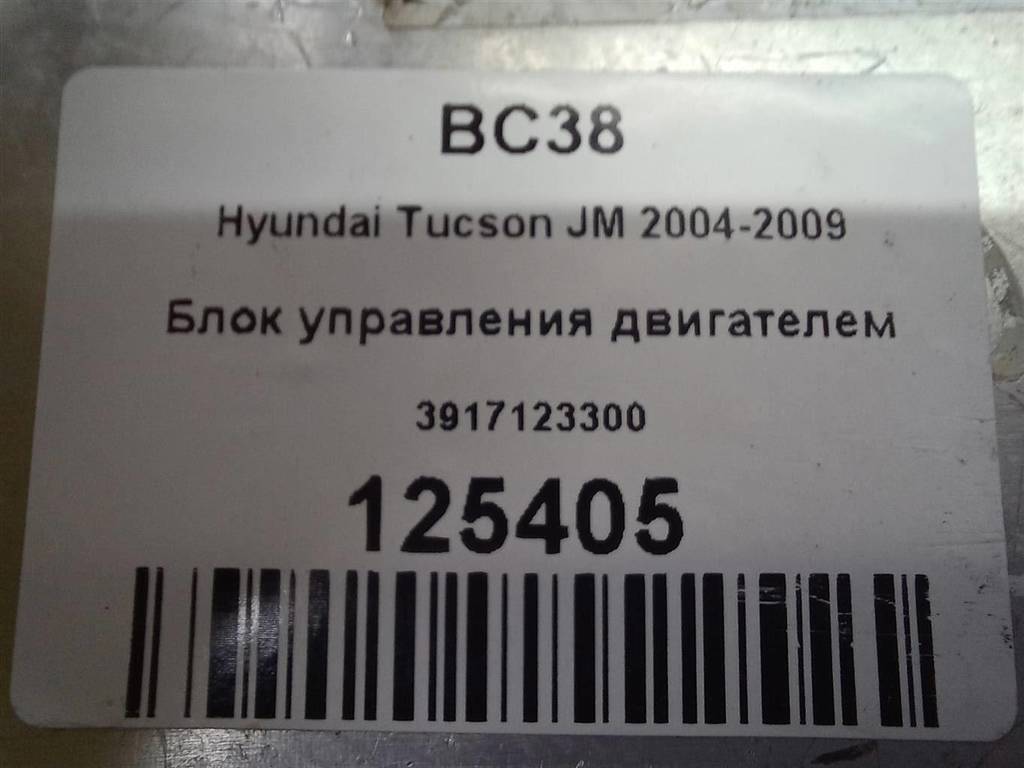 BC38
Hyundai Tucson JM 2004-2009
Блок управления двигателем
3917123300
125405